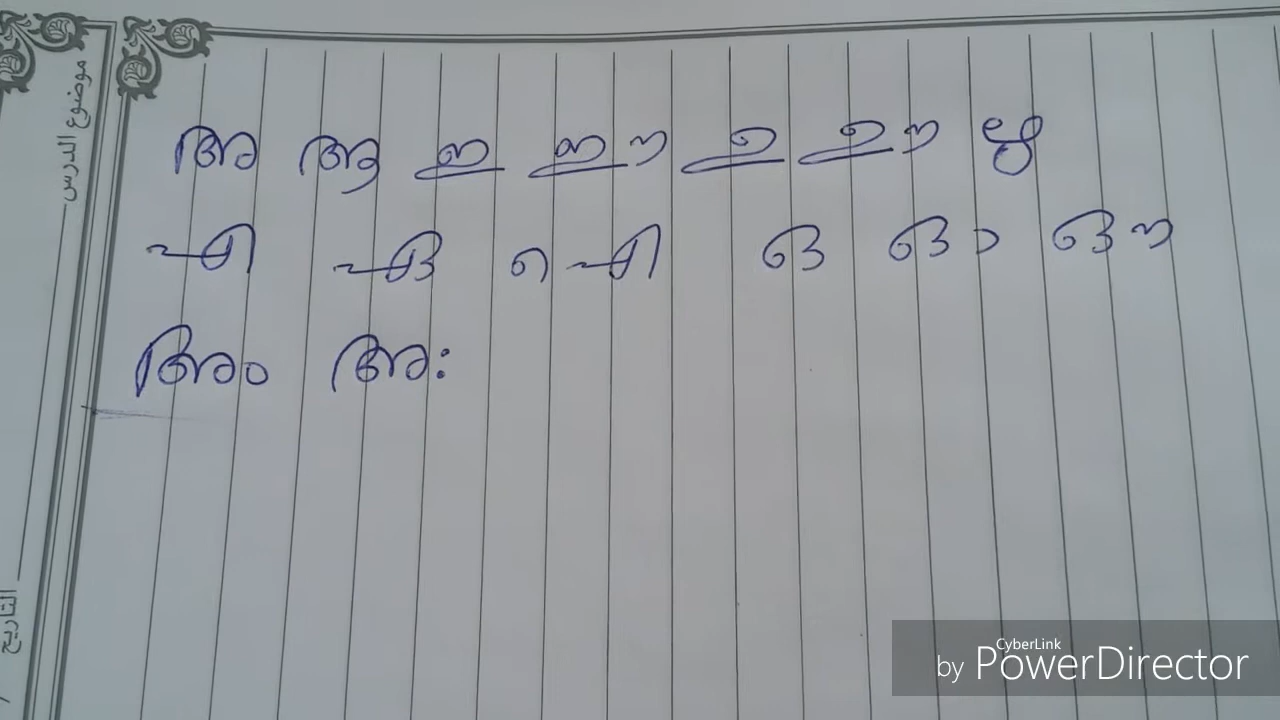 അ ആ ഇ ഈ ഉ ഊ ഋ
എ ഏ ഐ ഒ ഓ ഔ
അം അഃ
موضوع الدرس
التاريخ
CyberLink
by PowerDirector